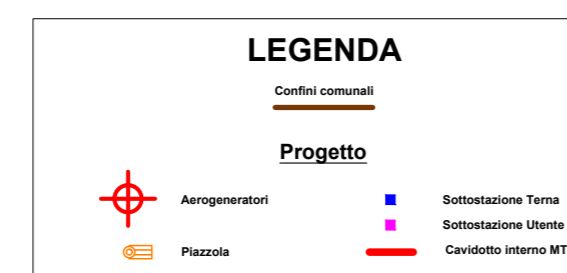 LEGENDA
Confini comunali
Progetto
Aerogeneratori
Sottostazione Terna
Sottostazione Utente
Piazzola
Cavidotto interno MT